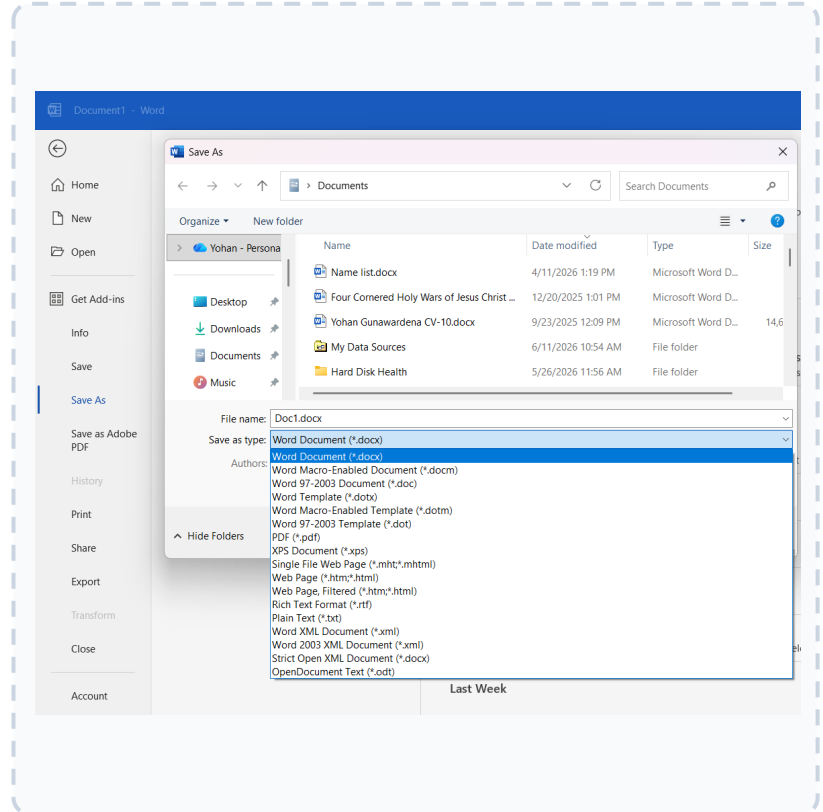 Document1 - Word
Save As
Home
New
Open
Get Add-ins
Info
Save
Save As
Save as Adobe
PDF
History
Print
Share
Export
Transform
Close
Account
Documents
Search Documents
Organize
New folder
Yohan - Persona
Desktop
Downloads
Documents
Music
Name Date modified Type Size
Name list.docx 4/11/2026 1:19 PM Microsoft Word D...
Four Cornered Holy Wars of Jesus Christ ... 12/20/2025 1:01 PM Microsoft Word D...
Yohan Gunawardena CV-10.docx 9/23/2025 12:09 PM Microsoft Word D... 14,6
My Data Sources 6/11/2026 10:54 AM File folder
Hard Disk Health 5/26/2026 11:56 AM File folder
File name: Doc1.docx
Save as type: Word Document (*.docx)
Authors:
Word Document (*.docx)
Word Macro-Enabled Document (*.docm)
Word 97-2003 Document (*.doc)
Word Template (*.dotx)
Word Macro-Enabled Template (*.dotm)
Word 97-2003 Template (*.dot)
PDF (*.pdf)
XPS Document (*.xps)
Single File Web Page (*.mht;*.mhtml)
Web Page (*.htm;*.html)
Web Page, Filtered (*.htm;*.html)
Rich Text Format (*.rtf)
Plain Text (*.txt)
Word XML Document (*.xml)
Word 2003 XML Document (*.xml)
Strict Open XML Document (*.docx)
OpenDocument Text (*.odt)
Hide Folders
Last Week